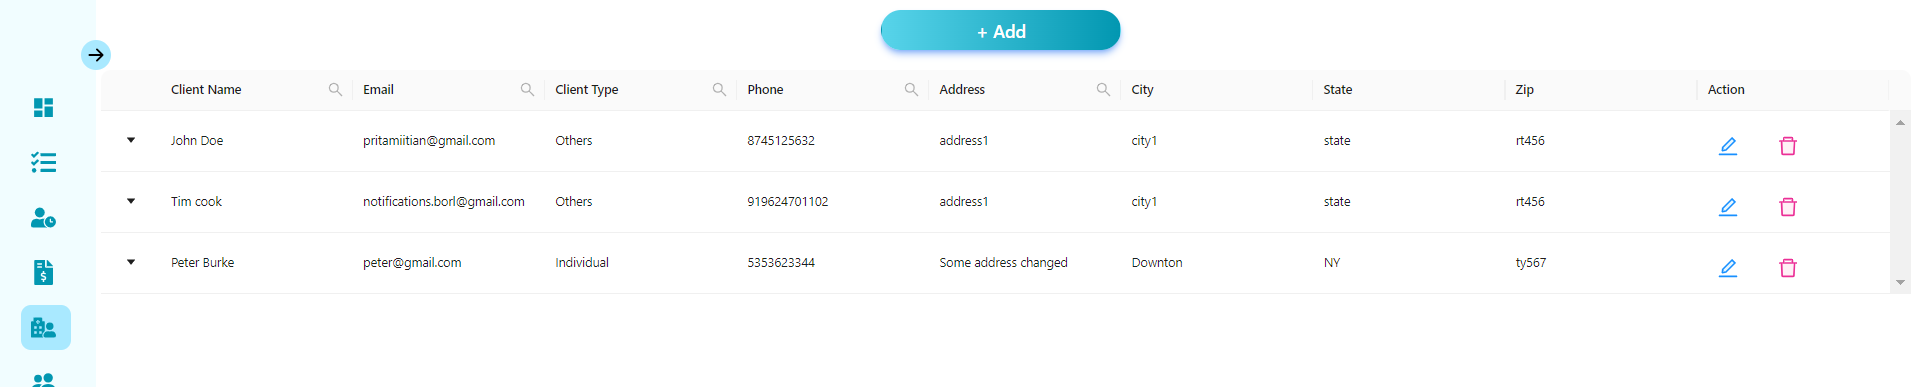 + Add
Client Name Email Client Type Phone Address City State Zip Action
John Doe pritamiitian@gmail.com Others 8745125632 address1 city1 state rt456
Tim cook notifications.borl@gmail.com Others 919624701102 address1 city1 state rt456
Peter Burke peter@gmail.com Individual 5353623344 Some address changed Downton NY ty567